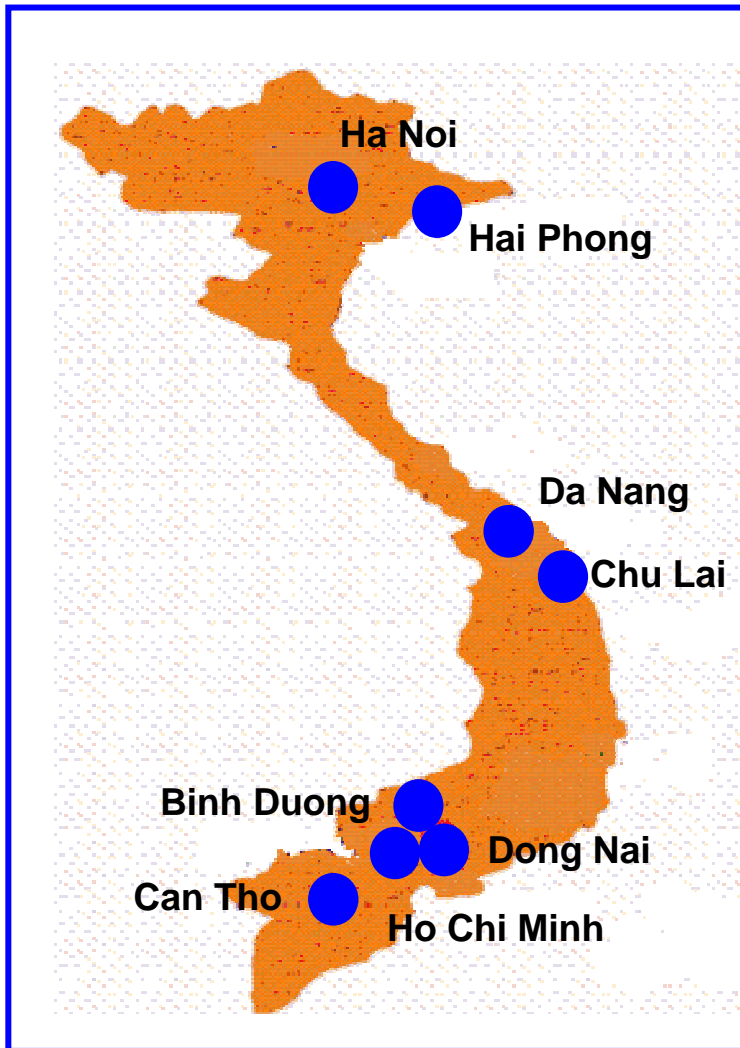 Ha Noi
Hai Phong
Da Nang
Chu Lai
Binh Duong
Dong Nai
Can Tho
Ho Chi Minh